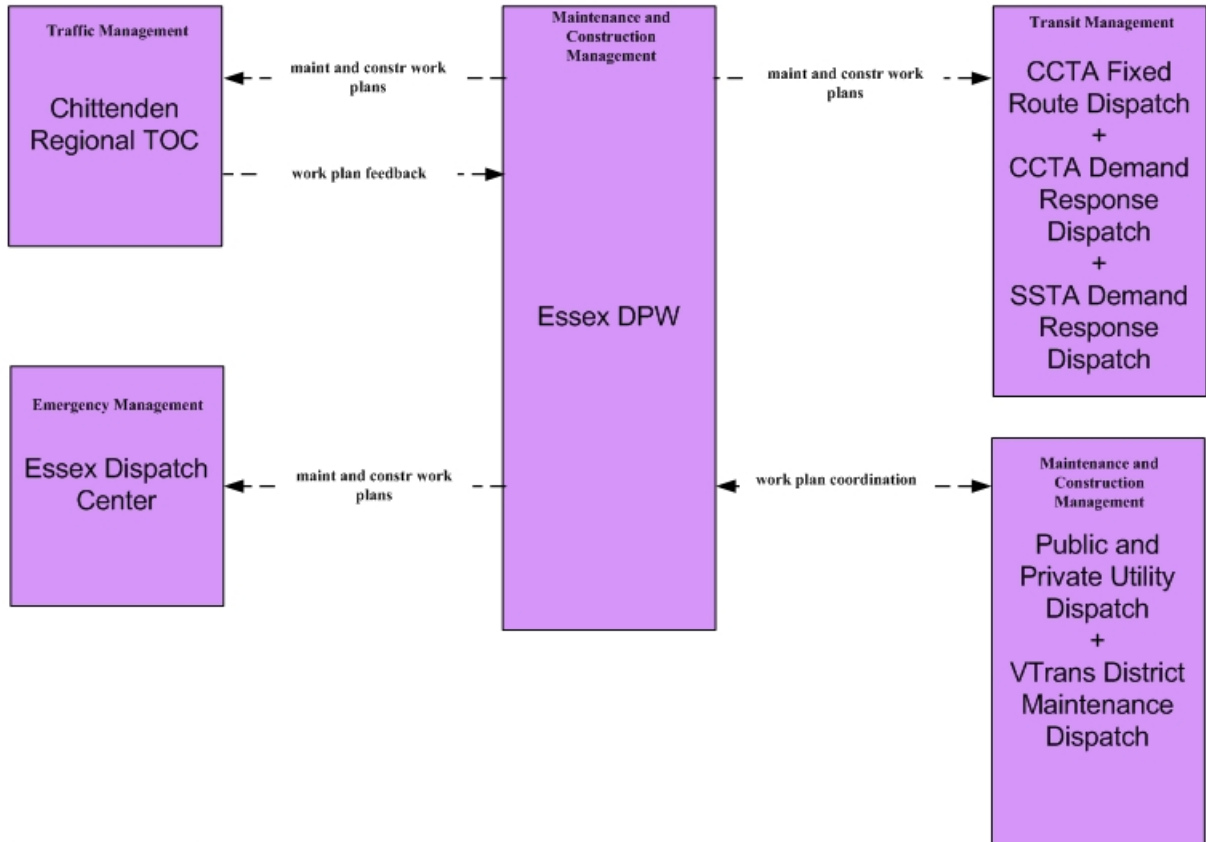 Traffic Management
Chittenden
Regional TOC
maint and constr work
plans
work plan feedback
Emergency Management
Essex Dispatch
Center
maint and constr work
plans
Maintenance and
Construction
Management
Essex DPW
maint and constr work
plans
work plan coordination
Transit Management
CCTA Fixed
Route Dispatch
+
CCTA Demand
Response
Dispatch
+
SSTA Demand
Response
Dispatch
Maintenance and
Construction
Management
Public and
Private Utility
Dispatch
+
VTrans District
Maintenance
Dispatch